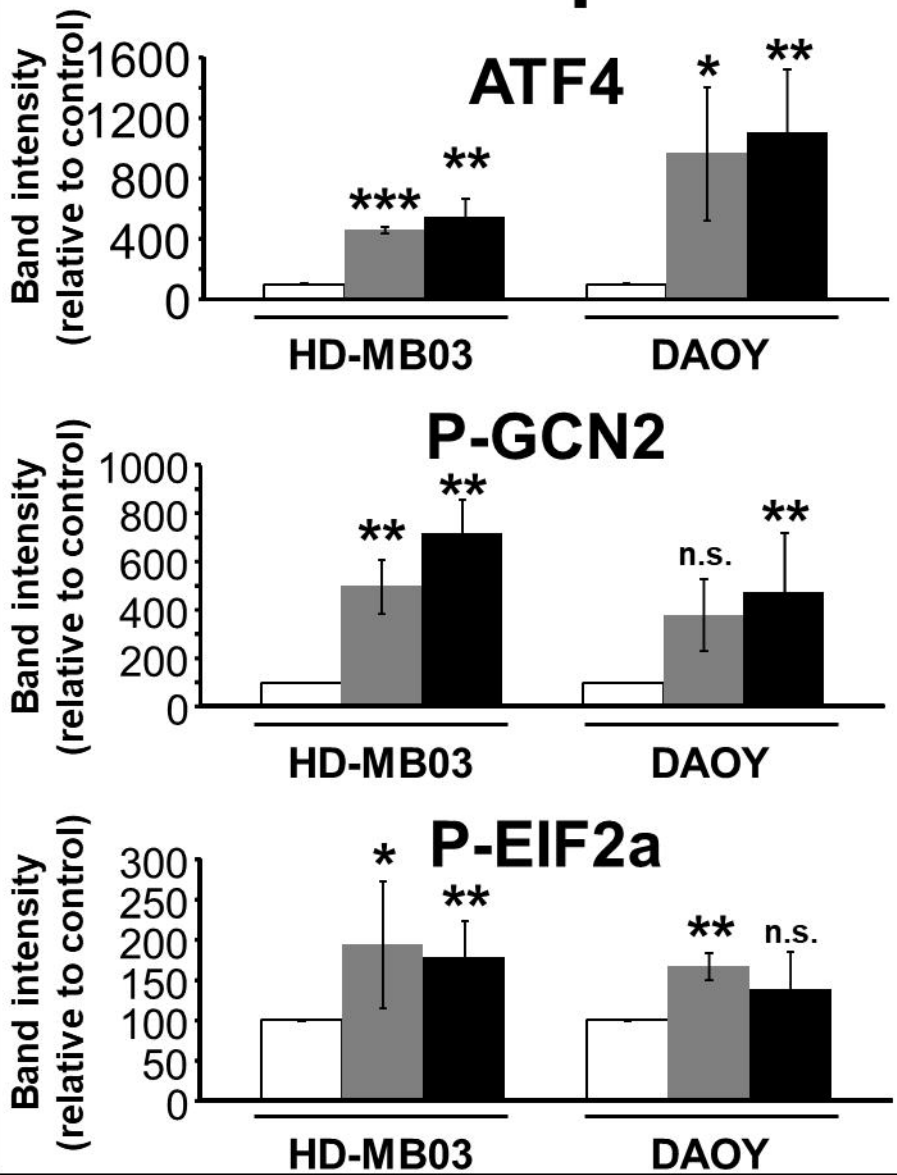 ATF4
Band intensity
(relative to control)
1600
1200
800
400
0
***
**
*
**
HD-MB03
DAOY
P-GCN2
Band intensity
(relative to control)
1000
800
600
400
200
0
**
**
n.s.
**
HD-MB03
DAOY
P-EIF2a
Band intensity
(relative to control)
300
250
200
150
100
50
0
*
**
**
n.s.
HD-MB03
DAOY